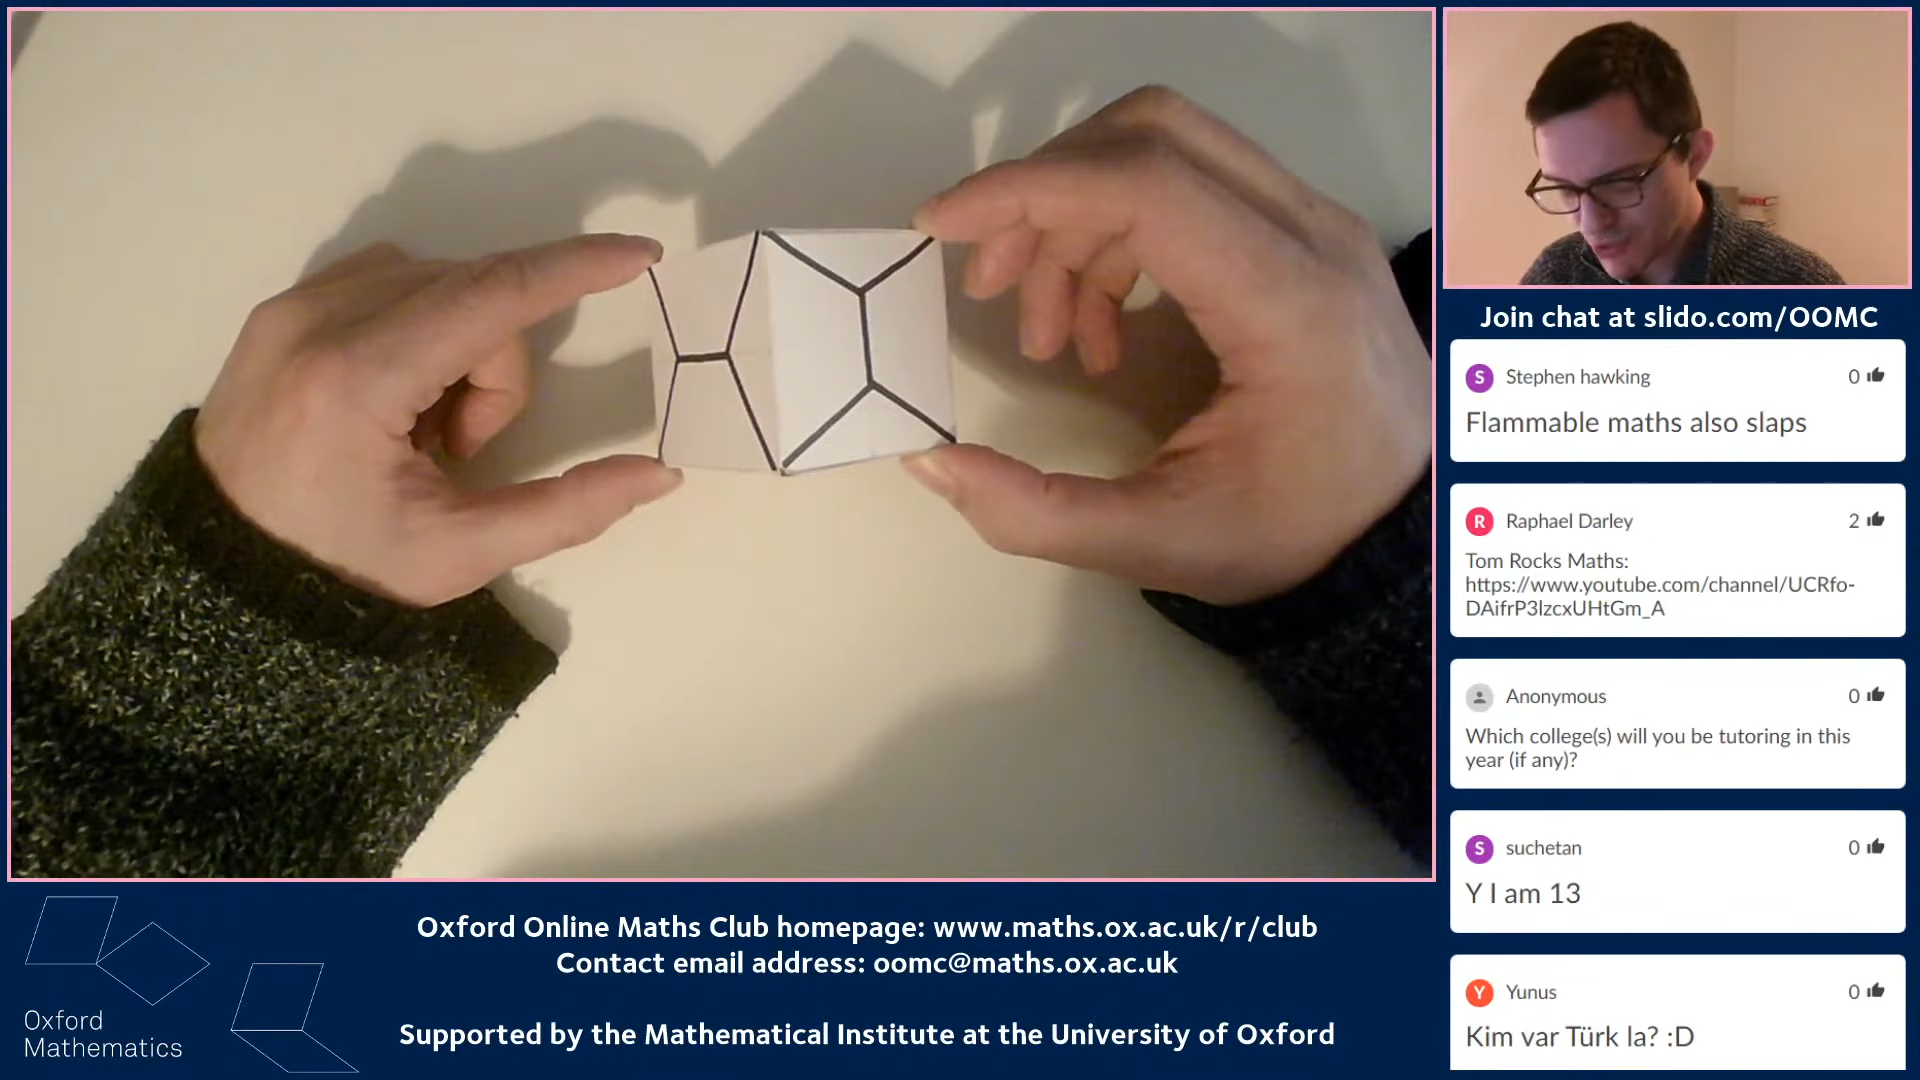 Join chat at slido.com/OOMC
S Stephen hawking 0
Flammable maths also slaps
R Raphael Darley 2
Tom Rocks Maths:
https://www.youtube.com/channel/UCRfo-
DAifrP3lzcxUHtGm_A
Anonymous 0
Which college(s) will you be tutoring in this
year (if any)?
S suchetan 0
Y I am 13
Y Yunus 0
Kim var Türk la? :D
Oxford Online Maths Club homepage: www.maths.ox.ac.uk/r/club
Contact email address: oomc@maths.ox.ac.uk
Supported by the Mathematical Institute at the University of Oxford
Oxford
Mathematics